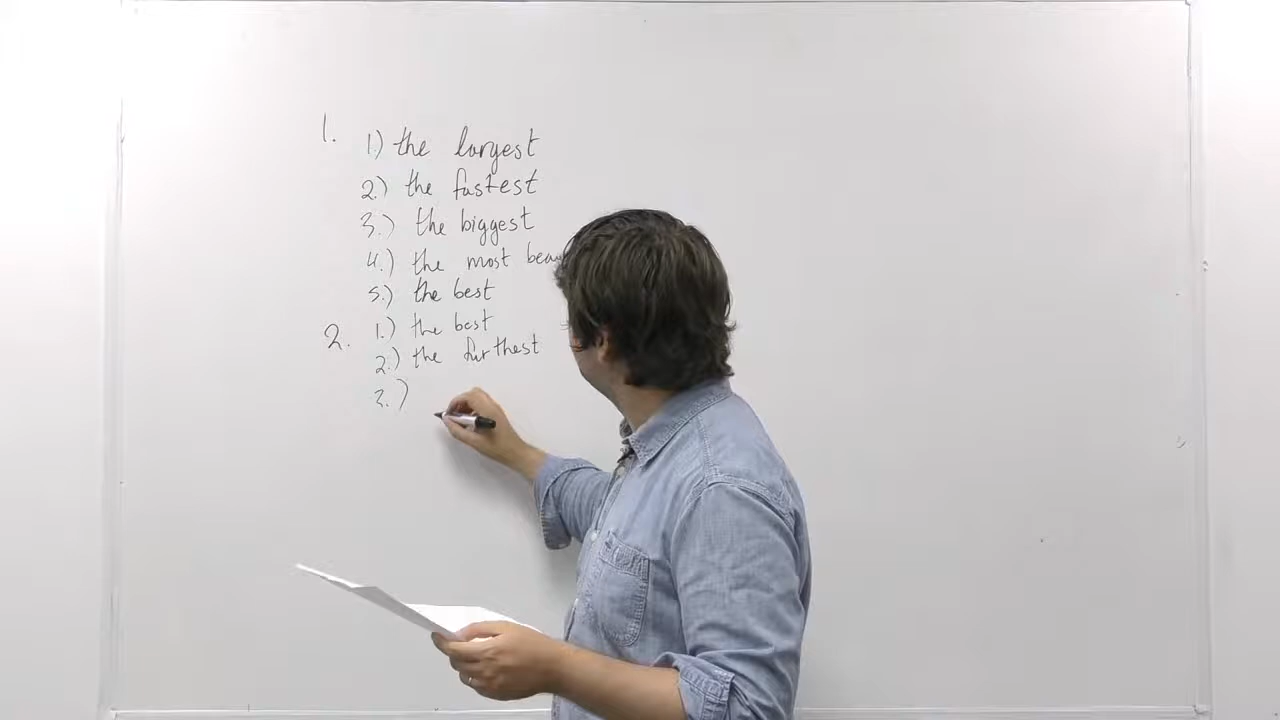 1. 1.) the largest
2.) the fastest
3.) the biggest
4.) the most
5.) the best
2. 1.) the best
2.) the furthest
3.)